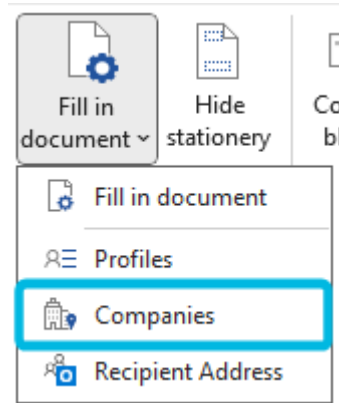 Fill in
document
Hide
stationery
Fill in document
Profiles
Companies
Recipient Address